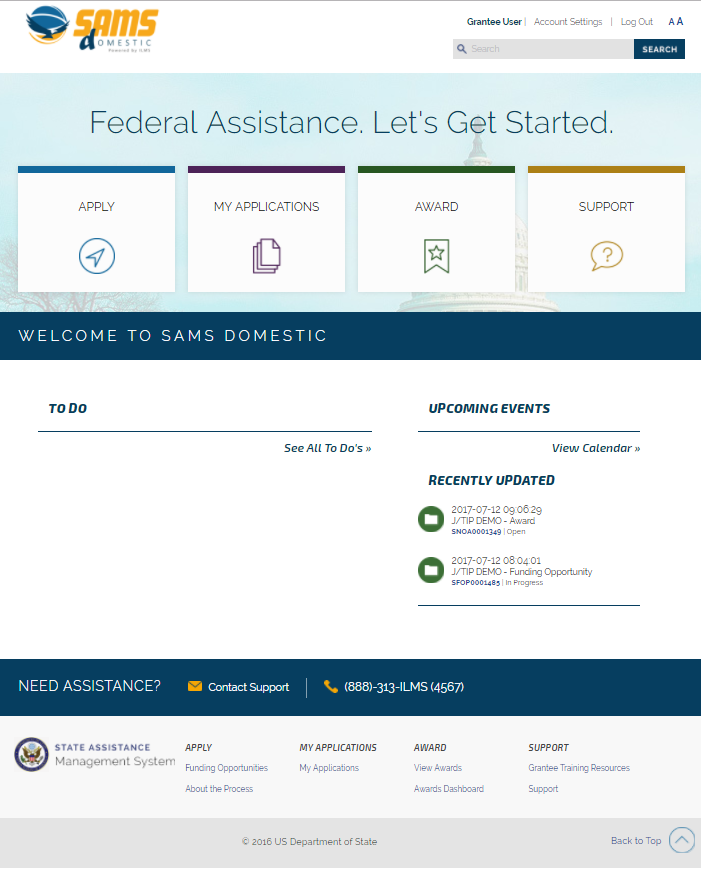 SAMS
DOMESTIC
Powered by ILMS
Grantee User | Account Settings | Log Out A A
Search SEARCH
Federal Assistance. Let's Get Started.
APPLY MY APPLICATIONS AWARD SUPPORT
?
WELCOME TO SAMS DOMESTIC
TO DO
See All To Do's »
UPCOMING EVENTS
View Calendar »
RECENTLY UPDATED
2017-07-12 09:06:29
J/TIP DEMO - Award
SNOA0001349 | Open
2017-07-12 08:04:01
J/TIP DEMO - Funding Opportunity
SFOP0001485 | In Progress
NEED ASSISTANCE? Contact Support (888)-313-ILMS (4567)
STATE ASSISTANCE
Management System
APPLY
Funding Opportunities
About the Process
MY APPLICATIONS
My Applications
AWARD
View Awards
Awards Dashboard
SUPPORT
Grantee Training Resources
Support
© 2016 US Department of State
Back to Top